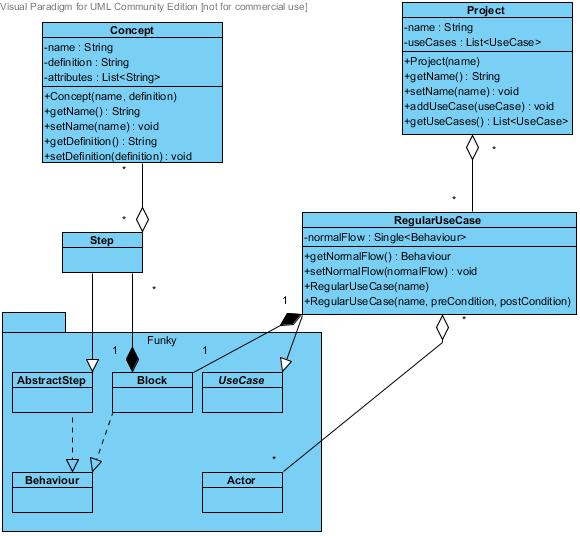 Visual Paradigm for UML Community Edition [not for commercial use]
Project
-name : String
-useCases : List<UseCase>
+Project(name)
+getName() : String
+setName(name) : void
+addUseCase(useCase) : void
+getUseCases() : List<UseCase>
Concept
-name : String
-definition : String
-attributes : List<String>
+Concept(name, definition)
+getName() : String
+setName(name) : void
+getDefinition() : String
+setDefinition(definition) : void
*
*
*
*
Step
RegularUseCase
-normalFlow : Single<Behaviour>
+getNormalFlow() : Behaviour
+setNormalFlow(normalFlow) : void
+RegularUseCase(name)
+RegularUseCase(name, preCondition, postCondition)
*
1
*
Funky
1
1
AbstractStep
Block
UseCase
*
Behaviour
Actor